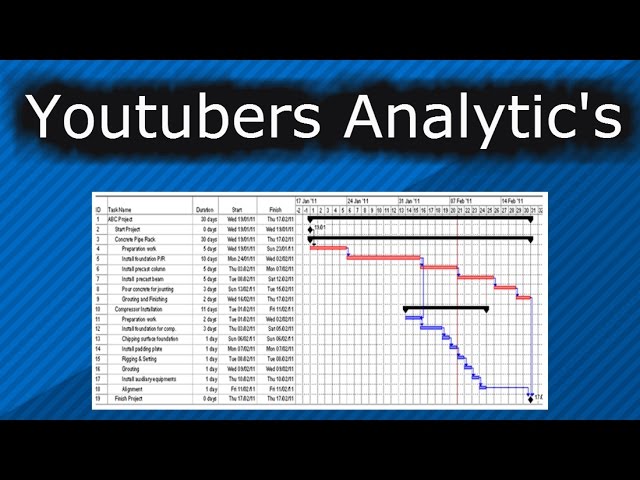 Youtubers Analytic's
17 Jan '11 24 Jan '11 31 Jan '11 07 Feb '11 14 Feb '11
ID Task Name Duration Start Finish -2 -1 1 2 3 4 5 6 7 8 9 10 11 12 13 14 15 16 17 18 19 20 21 22 23 24 25 26 27 28 29 30 31 32
1 ABC Project 30 days Wed 19/01/11 Thu 17/02/11
2 Start Project 0 days Wed 19/01/11 Wed 19/01/11 19/01
3 Concrete Pipe Rack 30 days Wed 19/01/11 Thu 17/02/11
4 Preparation work 5 days Wed 19/01/11 Sun 23/01/11
5 Install foundation P/R 10 days Mon 24/01/11 Wed 02/02/11
6 Install precast column 5 days Thu 03/02/11 Mon 07/02/11
7 Install precast beam 5 days Tue 08/02/11 Sat 12/02/11
8 Pour concrete for jounting 3 days Sun 13/02/11 Tue 15/02/11
9 Grouting and Finishing 2 days Wed 16/02/11 Thu 17/02/11
10 Compressor Installation 11 days Tue 01/02/11 Fri 11/02/11
11 Preparation work 2 days Tue 01/02/11 Wed 02/02/11
12 Install foundation for comp. 3 days Thu 03/02/11 Sat 05/02/11
13 Chipping surface foundation 1 day Sun 06/02/11 Sun 06/02/11
14 Install padding plate 1 day Mon 07/02/11 Mon 07/02/11
15 Rigging & Setting 1 day Tue 08/02/11 Tue 08/02/11
16 Grouting 1 day Wed 09/02/11 Wed 09/02/11
17 Install auxiliary equipments 1 day Thu 10/02/11 Thu 10/02/11
18 Alignment 1 day Fri 11/02/11 Fri 11/02/11
19 Finish Project 0 days Thu 17/02/11 Thu 17/02/11